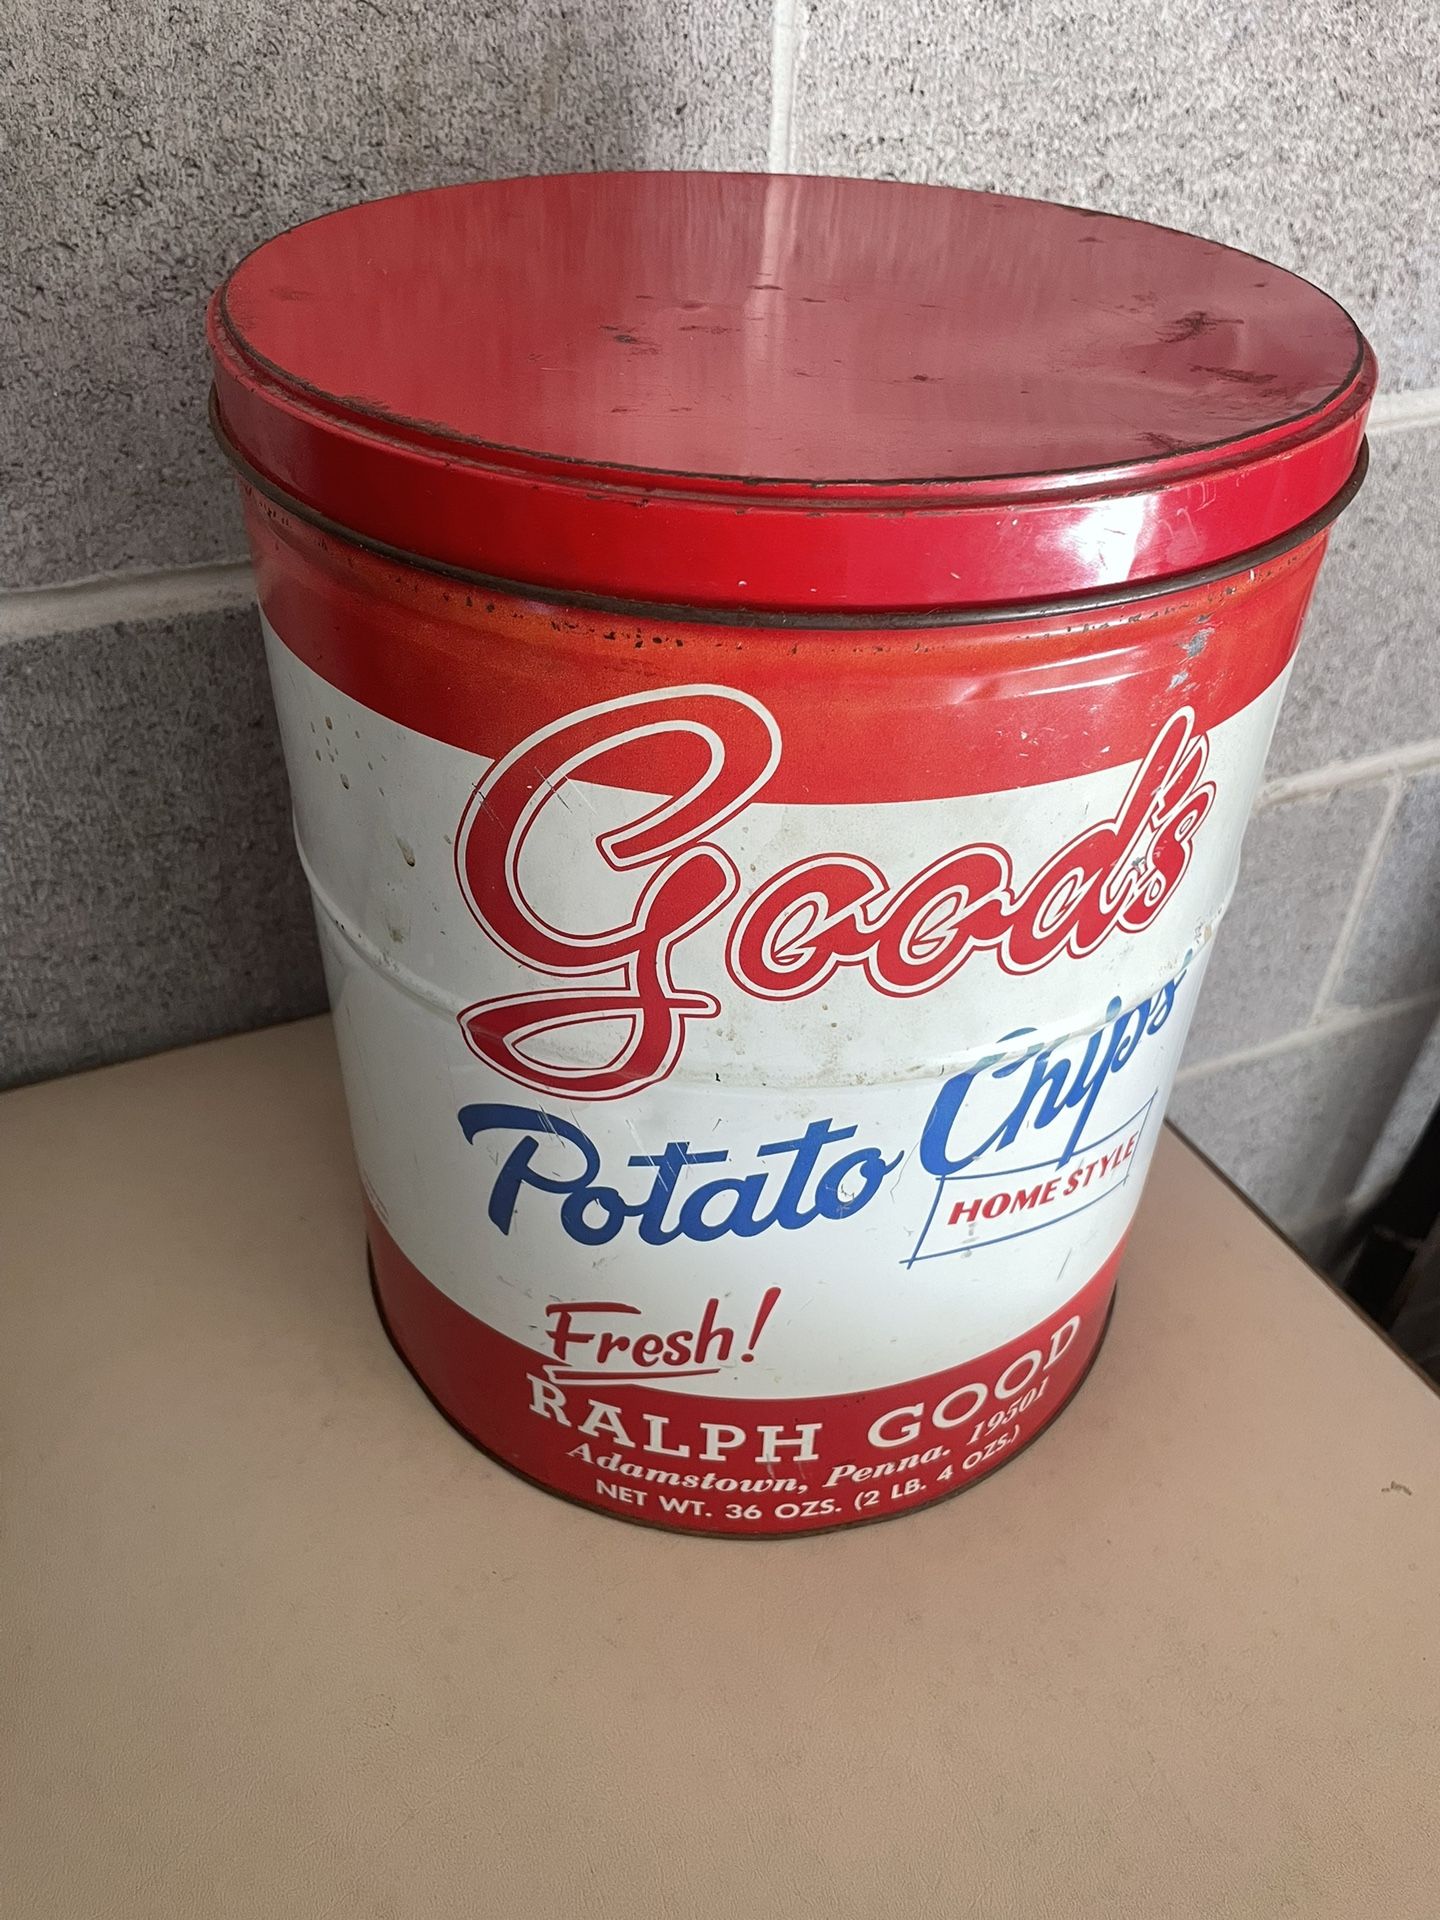 Good's
Potato Chips
HOME STYLE
Fresh!
RALPH GOOD
Adamstown, Penna. 19501
NET WT. 36 OZS. (2 LB. 4 OZS.)